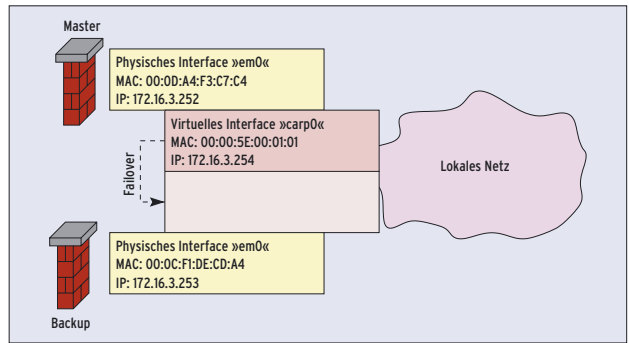 Master
Physisches Interface »em0«
MAC: 00:0D:A4:F3:C7:C4
IP: 172.16.3.252
Virtuelles Interface »carp0«
MAC: 00:00:5E:00:01:01
IP: 172.16.3.254
Failover
Lokales Netz
Physisches Interface »em0«
MAC: 00:0C:F1:DE:CD:A4
IP: 172.16.3.253
Backup